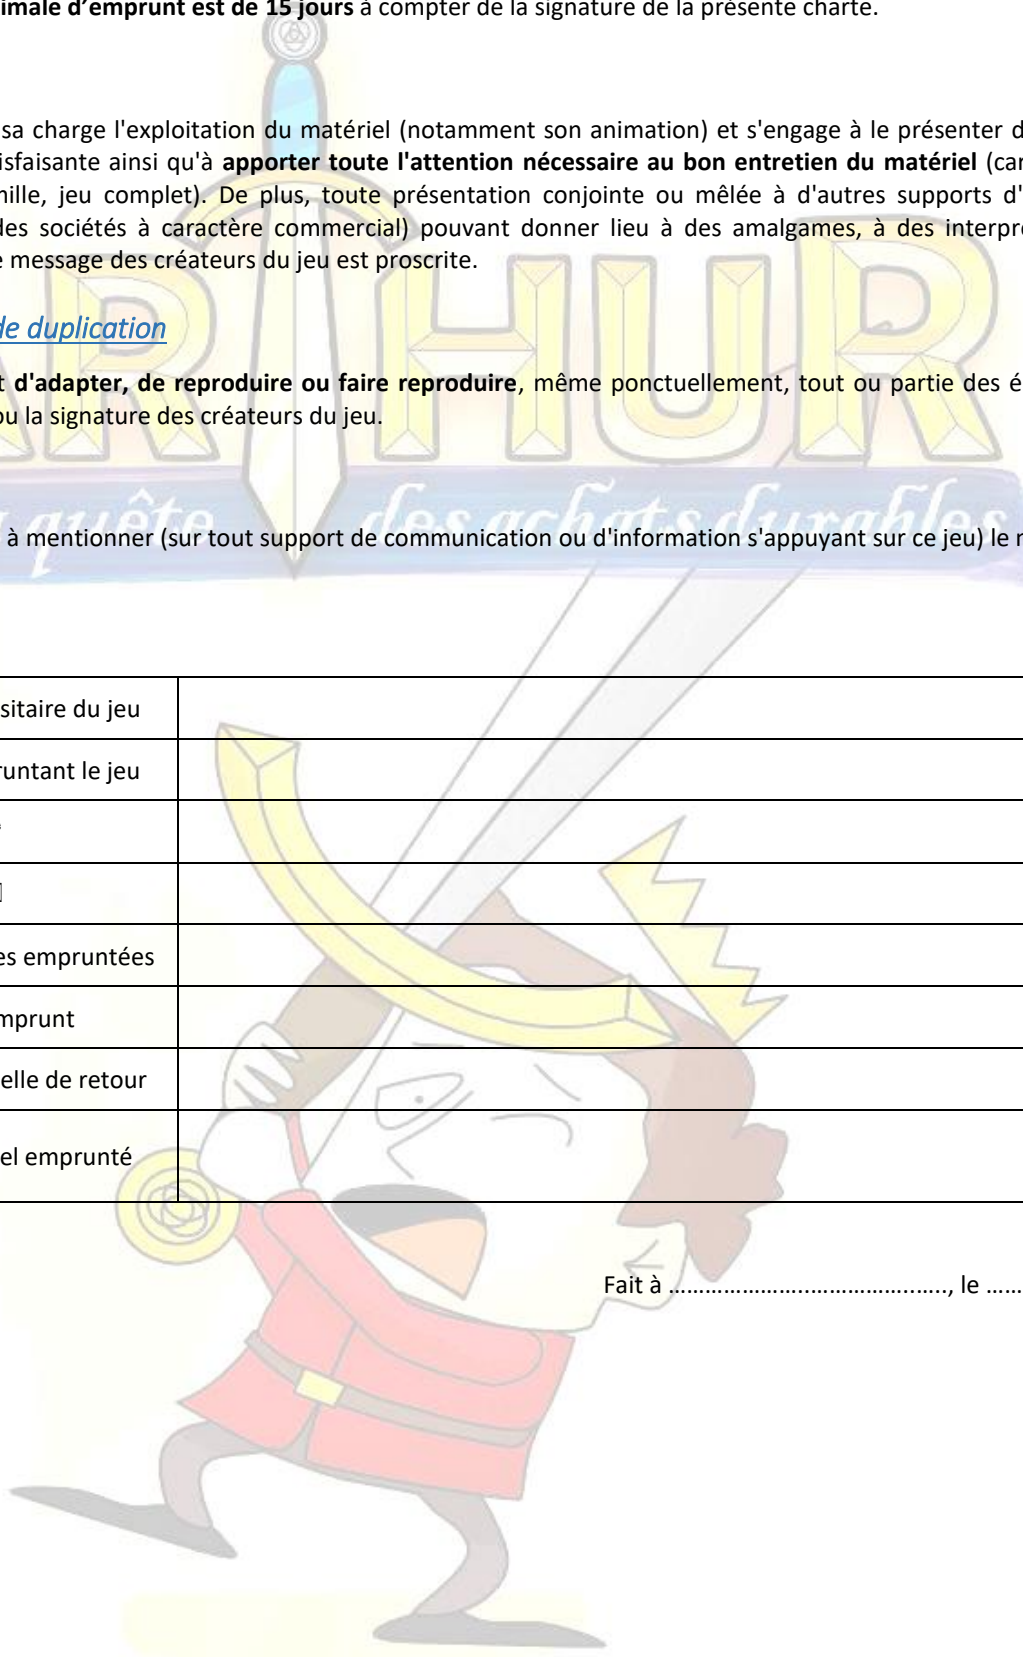 imale d’emprunt est de 15 jours à compter de la signature de la présente charte.
sa charge l'exploitation du matériel (notamment son animation) et s'engage à le présenter d
isfaisante ainsi qu'à apporter toute l'attention nécessaire au bon entretien du matériel (car
nille, jeu complet). De plus, toute présentation conjointe ou mêlée à d'autres supports d'
des sociétés à caractère commercial) pouvant donner lieu à des amalgames, à des interpr
e message des créateurs du jeu est proscrite.
de duplication
t d'adapter, de reproduire ou faire reproduire, même ponctuellement, tout ou partie des é
ou la signature des créateurs du jeu.
AR HUR
quête des achats durables
à mentionner (sur tout support de communication ou d'information s'appuyant sur ce jeu) le
sitaire du jeu
runtant le jeu
es empruntées
mprunt
elle de retour
el emprunté
Fait à …………………..……………..….., le ……